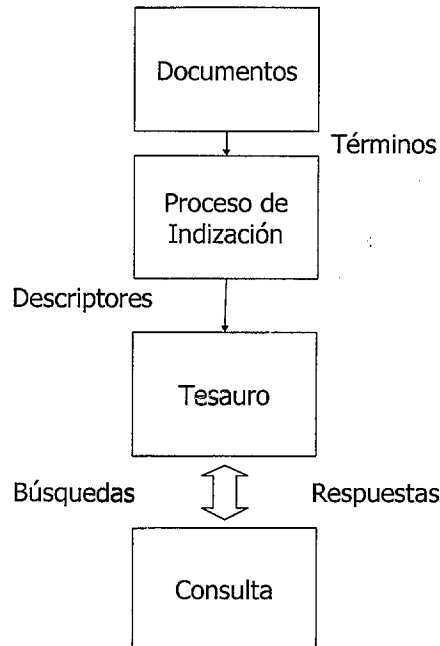 Documentos
Términos
Proceso de
Indización
Descriptores
Tesauro
Búsquedas
Respuestas
Consulta